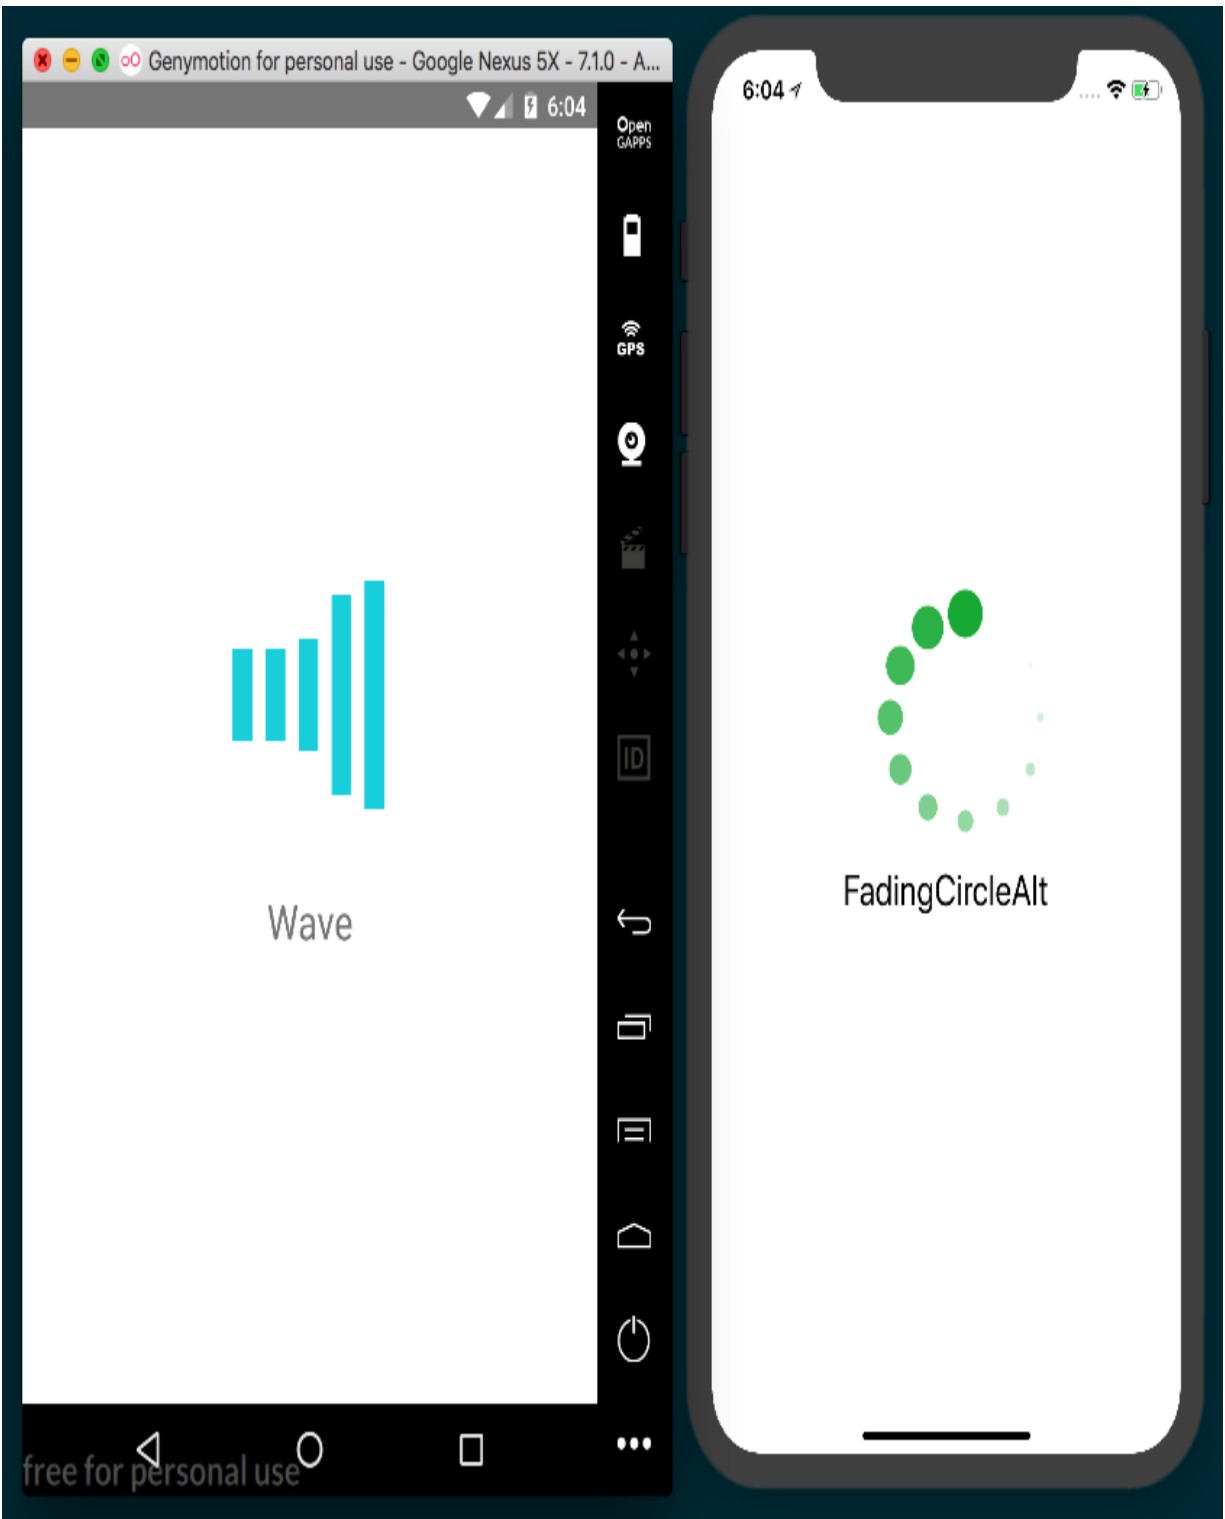 Genymotion for personal use - Google Nexus 5X - 7.1.0 - A...
6:04
Open
GAPPS
GPS
ID
Wave
free for personal use
6:04
FadingCircleAlt